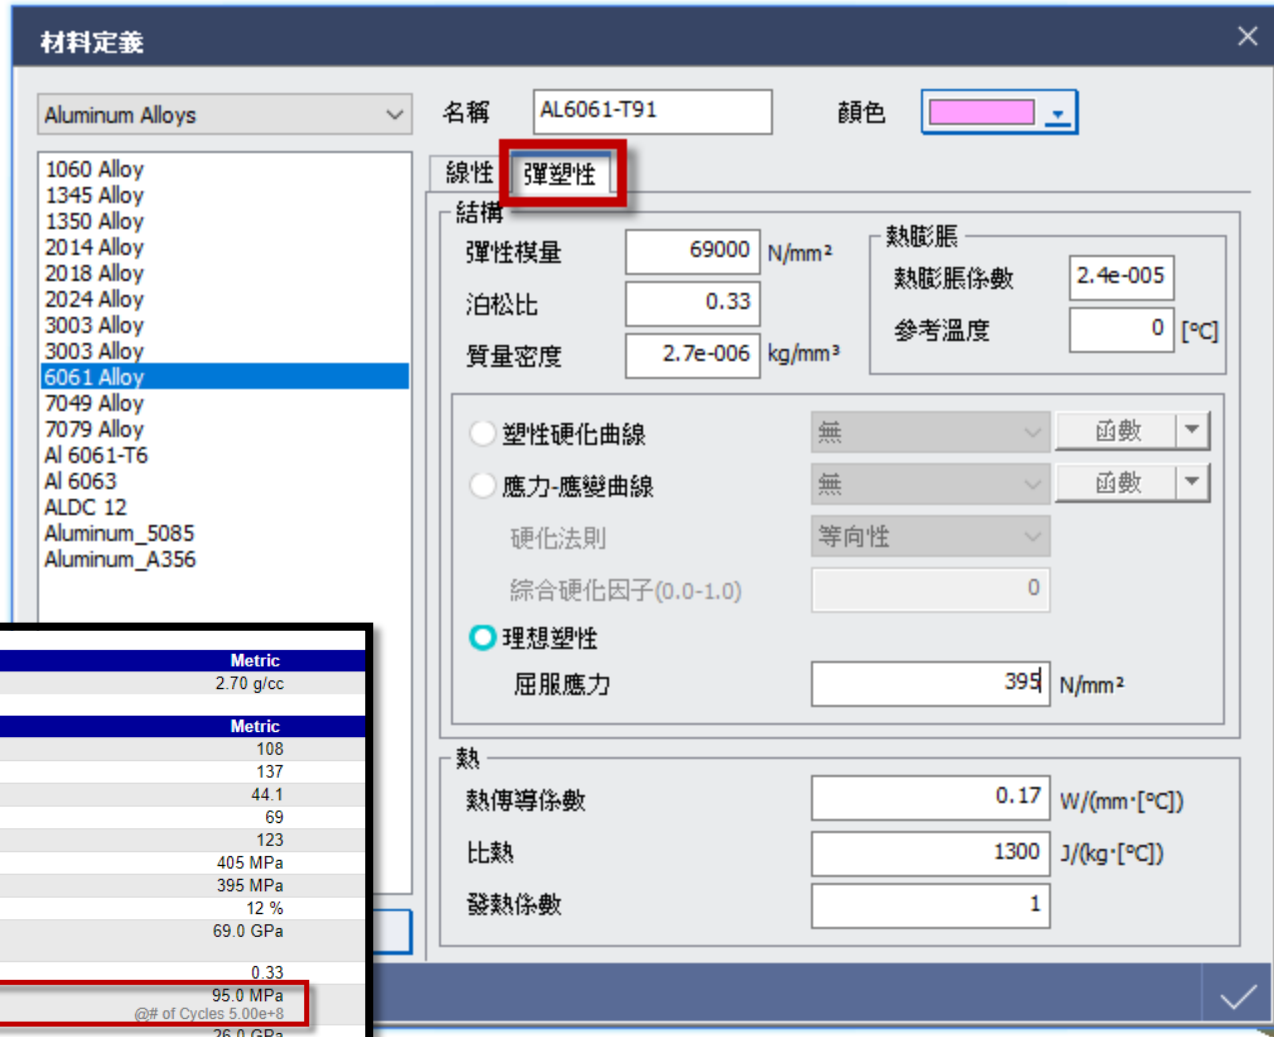 材料定義
Aluminum Alloys
名稱 AL6061-T91 顏色
1060 Alloy
1345 Alloy
1350 Alloy
2014 Alloy
2018 Alloy
2024 Alloy
3003 Alloy
3003 Alloy
6061 Alloy
7049 Alloy
7079 Alloy
Al 6061-T6
Al 6063
ALDC 12
Aluminum_5085
Aluminum_A356
線性 彈塑性
結構
彈性模量 69000 N/mm²
泊松比 0.33
質量密度 2.7e-006 kg/mm³
熱膨脹
熱膨脹係數 2.4e-005
參考溫度 0 [°C]
塑性硬化曲線 無 函數
應力-應變曲線 無 函數
硬化法則 等向性
綜合硬化因子(0.0-1.0) 0
理想塑性
屈服應力 395 N/mm²
熱
熱傳導係數 0.17 W/(mm·[°C])
比熱 1300 J/(kg·[°C])
發熱係數 1
Metric
2.70 g/cc
Metric
108
137
44.1
69
123
405 MPa
395 MPa
12 %
69.0 GPa
0.33
95.0 MPa
@# of Cycles 5.00e+8
26.0 GPa